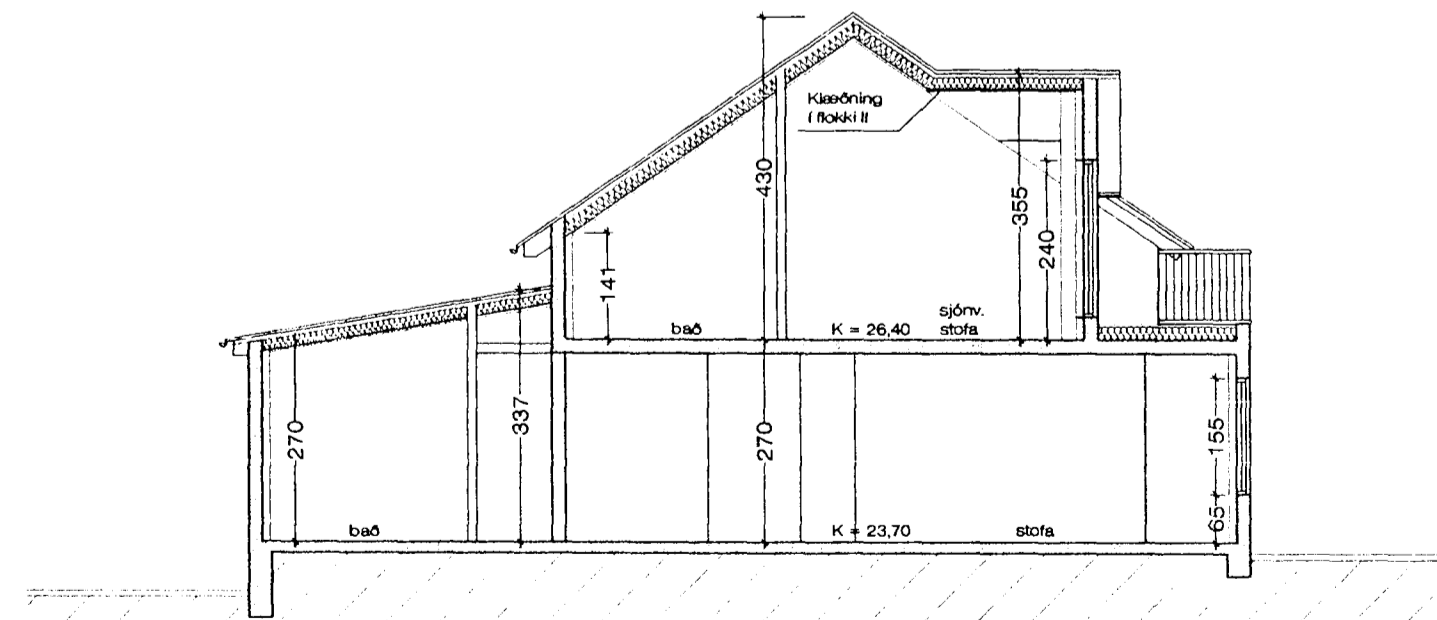 430
Klæðning
í flokki II
355
240
141
sjónv.
bað
K = 26,40
stofa
337
270
270
155
65
bað
K = 23,70
stofa